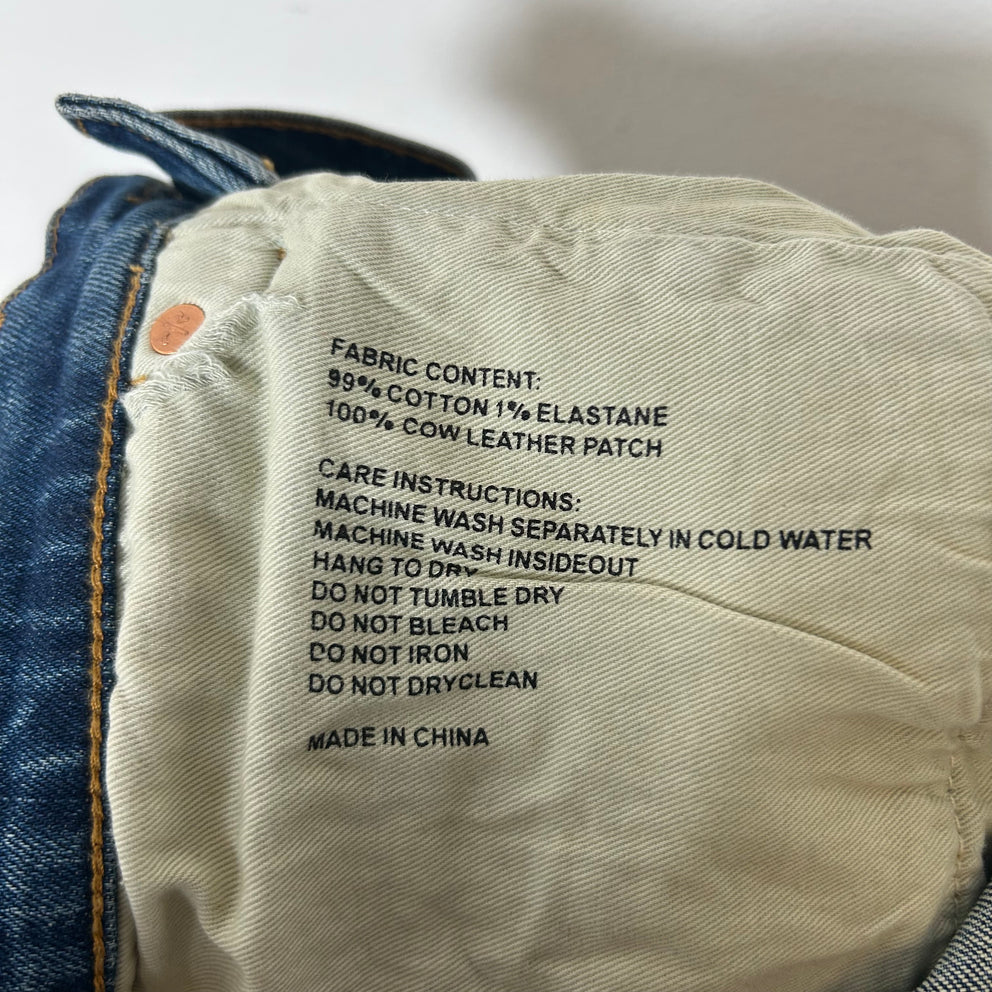 FABRIC CONTENT:
99% COTTON 1% ELASTANE
100% COW LEATHER PATCH
CARE INSTRUCTIONS:
MACHINE WASH SEPARATELY IN COLD WATER
MACHINE WASH INSIDEOUT
HANG TO DRY
DO NOT TUMBLE DRY
DO NOT BLEACH
DO NOT IRON
DO NOT DRYCLEAN
MADE IN CHINA